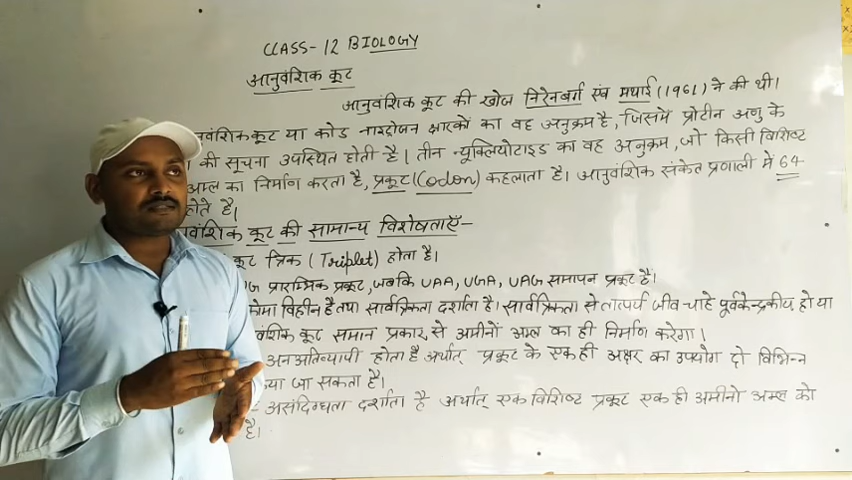 CLASS- 12 BIOLOGY
आनुवंशिक कूट
आनुवंशिक कूट की खोज निरेनबर्ग एंव मथाई (1961) ने की थी।
नुवंशिक कूट या कोड नाइट्रोजन क्षारकों का वह अनुक्रम है, जिसमें प्रोटीन अणु के
की सूचना उपस्थित होती है। तीन न्यूक्लियोटाइड का वह अनुक्रम, जो किसी विशिष्ट
अम्ल का निर्माण करता है, प्रकूट (Codon) कहलाता है। आनुवंशिक संकेत प्रणाली में 64
होते है।
वंशिक कूट की सामान्य विशेषताएँ-
कूट त्रिक (Triplet) होता है।
G प्रारम्भिक प्रकूट, जबकि UAA, UGA, UAG समापन प्रकूट है।
कोमा विहीन है तथा सार्वत्रिकता दर्शाता है। सार्वत्रिकता से तात्पर्य जीव-चाहे पूर्वकेन्द्रकीय हो या
वंशिक कूट समान प्रकार से अमीनों अम्ल का ही निर्माण करेगा।
अनअतिव्यापी होता है अर्थात् प्रकूट के एक ही अक्षर का उपयोग दो विभिन्न
या जा सकता है।
- असंदिग्धता दर्शाता है अर्थात् एक विशिष्ट प्रकूट एक ही अमीनो अम्ल को
है।